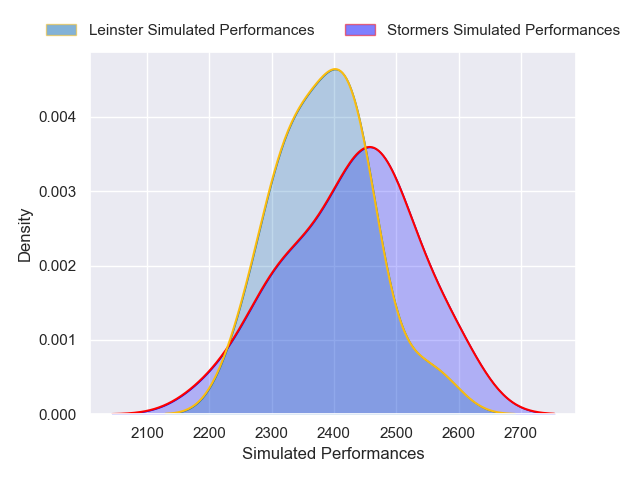 Leinster Simulated Performances Stormers Simulated Performances
0.004
0.003
0.002
0.001
0.000
Density
2100 2200 2300 2400 2500 2600 2700
Simulated Performances